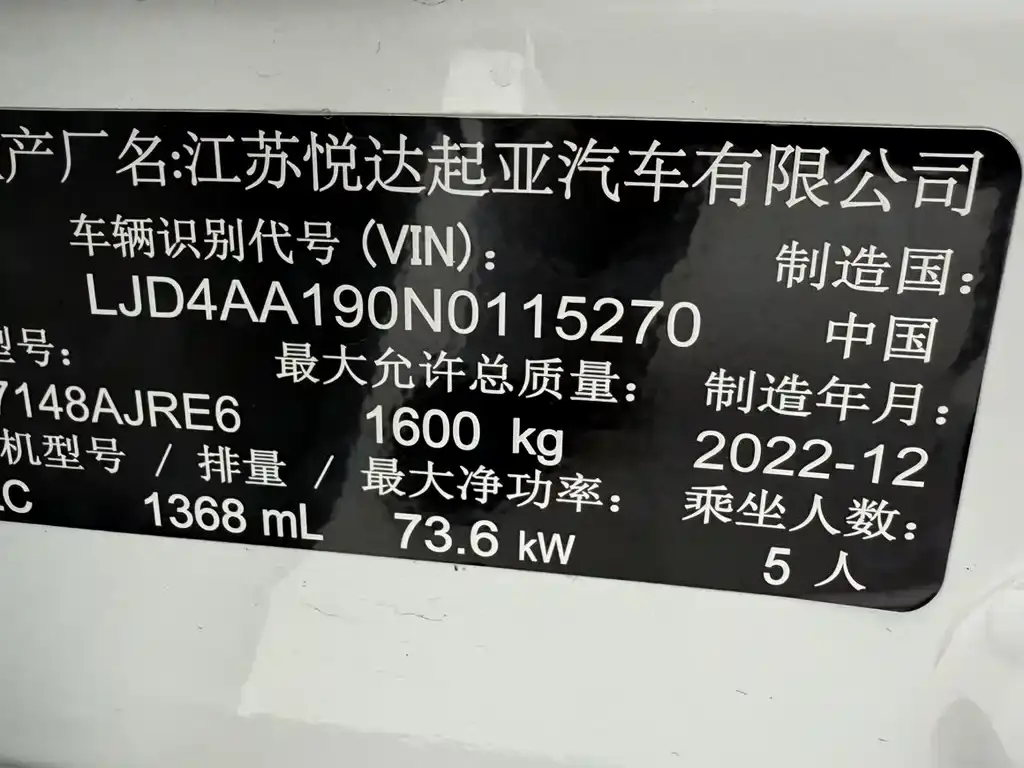 产厂名:江苏悦达起亚汽车有限公司
车辆识别代号(VIN):
LJD4AA190N0115270
制造国:
中国
型号:
7148AJRE6
最大允许总质量:
1600 kg
制造年月:
2022-12
机型号 / 排量 / 最大净功率:
LC 1368 mL 73.6 kW
乘坐人数:
5 人